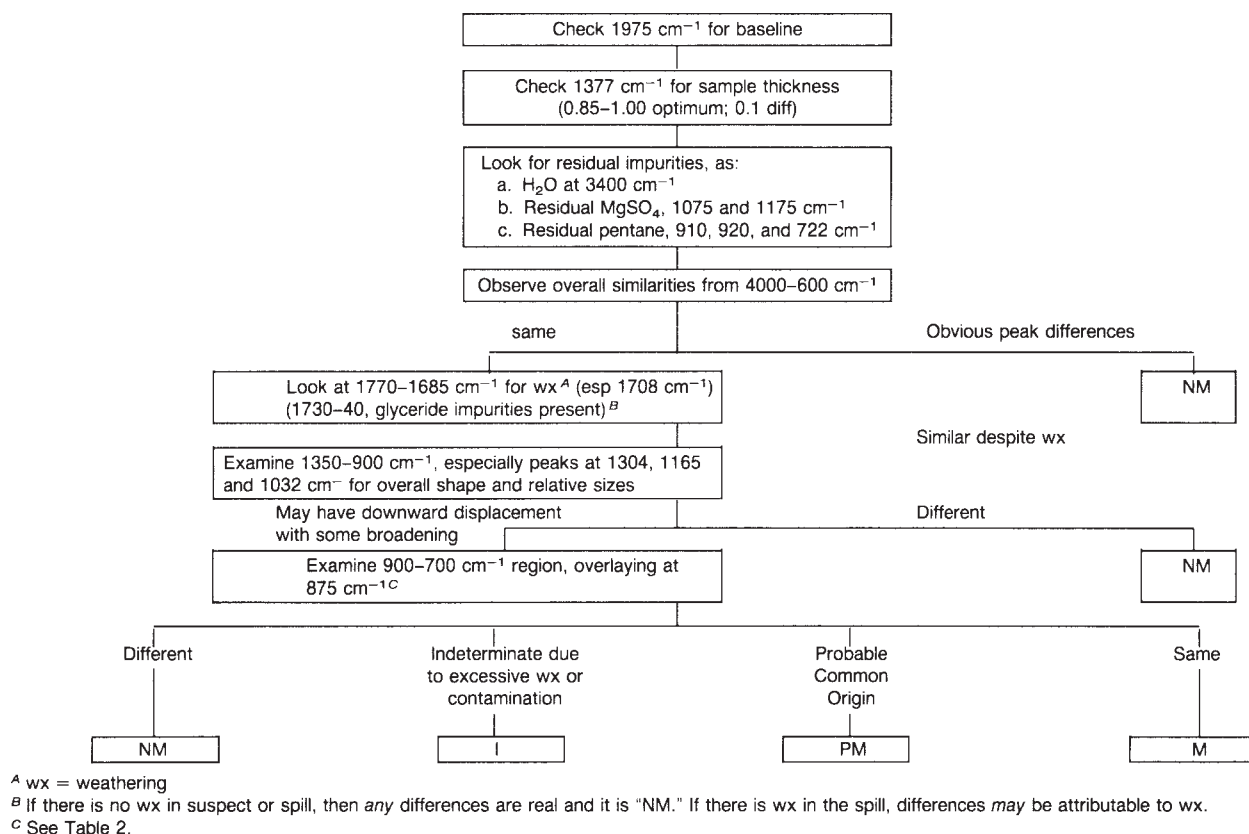 Check 1975 cm⁻¹ for baseline
Check 1377 cm⁻¹ for sample thickness
(0.85–1.00 optimum; 0.1 diff)
Look for residual impurities, as:
a. H₂O at 3400 cm⁻¹
b. Residual MgSO₄, 1075 and 1175 cm⁻¹
c. Residual pentane, 910, 920, and 722 cm⁻¹
Observe overall similarities from 4000–600 cm⁻¹
same
Obvious peak differences
Look at 1770–1685 cm⁻¹ for wx ᴬ (esp 1708 cm⁻¹)
(1730–40, glyceride impurities present) ᴮ
NM
Similar despite wx
Examine 1350–900 cm⁻¹, especially peaks at 1304, 1165
and 1032 cm⁻ for overall shape and relative sizes
May have downward displacement
with some broadening
Different
Examine 900–700 cm⁻¹ region, overlaying at
875 cm⁻¹ C
NM
Different
Indeterminate due
to excessive wx or
contamination
Probable
Common
Origin
Same
NM
I
PM
M
ᴬ wx = weathering
ᴮ If there is no wx in suspect or spill, then any differences are real and it is "NM." If there is wx in the spill, differences may be attributable to wx.
C See Table 2.